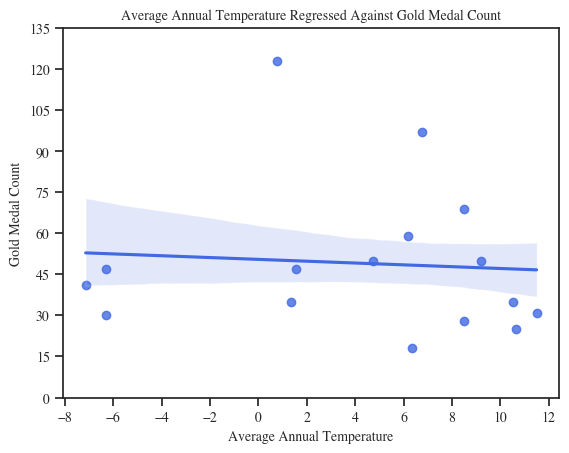 Average Annual Temperature Regressed Against Gold Medal Count
135
120
105
90
75
60
45
30
15
0
Gold Medal Count
−8 −6 −4 −2 0 2 4 6 8 10 12
Average Annual Temperature